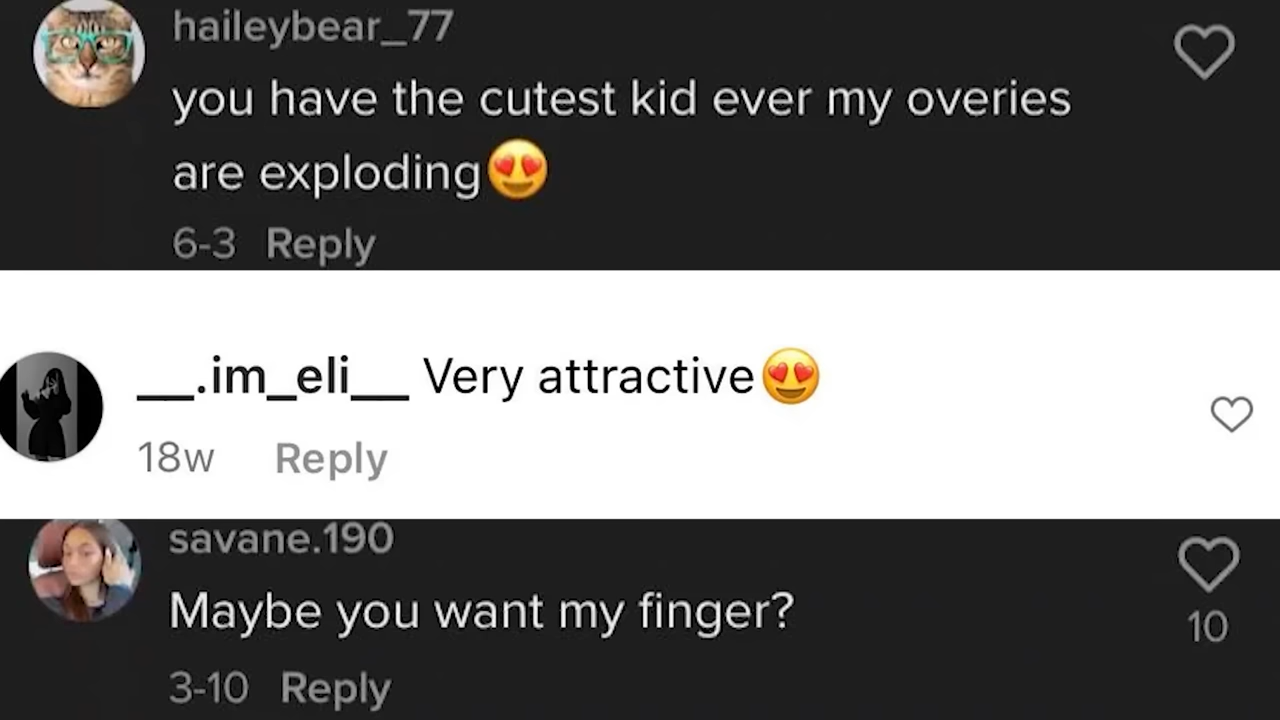 haileybear_77
you have the cutest kid ever my overies
are exploding😍
6-3 Reply
__.im_eli__ Very attractive😍
18w Reply
savane.190
Maybe you want my finger?
10
3-10 Reply